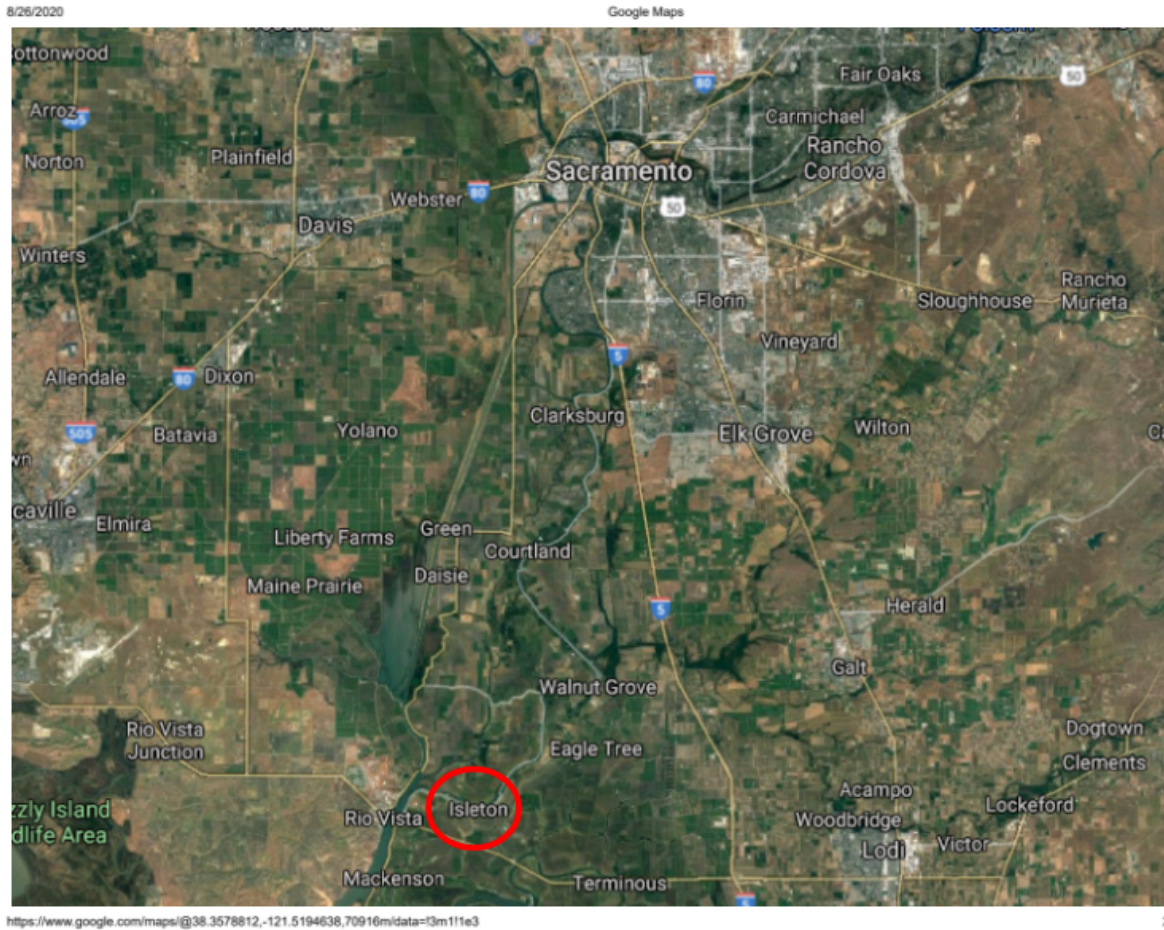 8/26/2020
Google Maps
ottonwood
Fair Oaks
80
50
Arroz
505
Carmichael
Norton
Plainfield
Rancho
Cordova
Sacramento
Webster
80
50
Davis
Winters
Rancho
Murieta
Florin
Sloughhouse
Vineyard
5
Allendale
80
Dixon
Clarksburg
505
Batavia
Yolano
Elk Grove
Wilton
Ca
wn
caville
Elmira
Green
Liberty Farms
Courtland
Daisie
Maine Prairie
5
Herald
Galt
Walnut Grove
Rio Vista
Junction
Dogtown
Eagle Tree
Clements
Acampo
zzly Island
dlife Area
Rio Vista
Isleton
Lockeford
Woodbridge
Lodi
Victor
Mackenson
Terminous
5
https://www.google.com/maps/@38.3578812,-121.5194638,70916m/data=!3m1!1e3